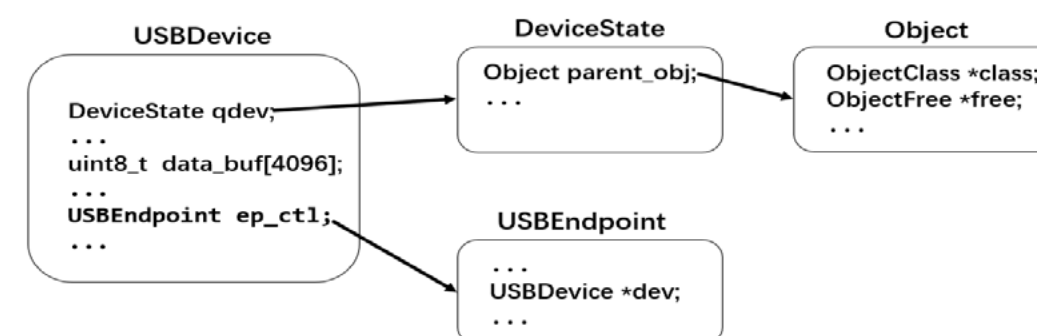 USBDevice
DeviceState qdev;
...
uint8_t data_buf[4096];
...
USBEndpoint ep_ctl;
...
DeviceState
Object parent_obj;
...
Object
ObjectClass *class;
ObjectFree *free;
...
USBEndpoint
...
USBDevice *dev;
...